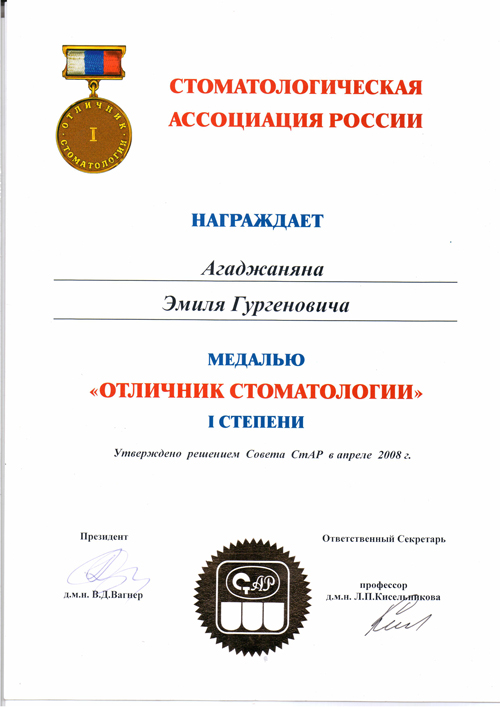 ОТЛИЧНИК
I
СТОМАТОЛОГИИ
СТОМАТОЛОГИЧЕСКАЯ
АССОЦИАЦИЯ РОССИИ
НАГРАЖДАЕТ
Агаджаняна
Эмиля Гургеновича
МЕДАЛЬЮ
«ОТЛИЧНИК СТОМАТОЛОГИИ»
I СТЕПЕНИ
Утверждено решением Совета СтАР в апреле 2008 г.
Президент
Ответственный Секретарь
д.м.н. В.Д.Вагнер
профессор
д.м.н. Л.П.Кисельникова
СтАР